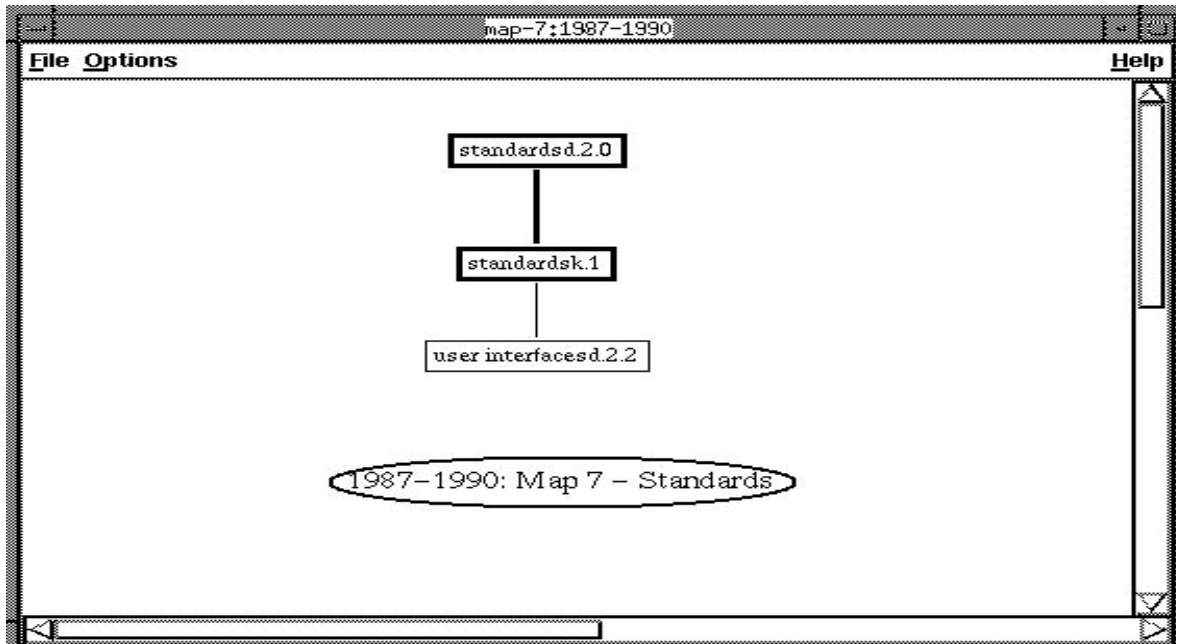 map-7:1987-1990
File Options Help
standardsd.2.0
standardsk.1
user interfacesd.2.2
1987-1990: Map 7 - Standards